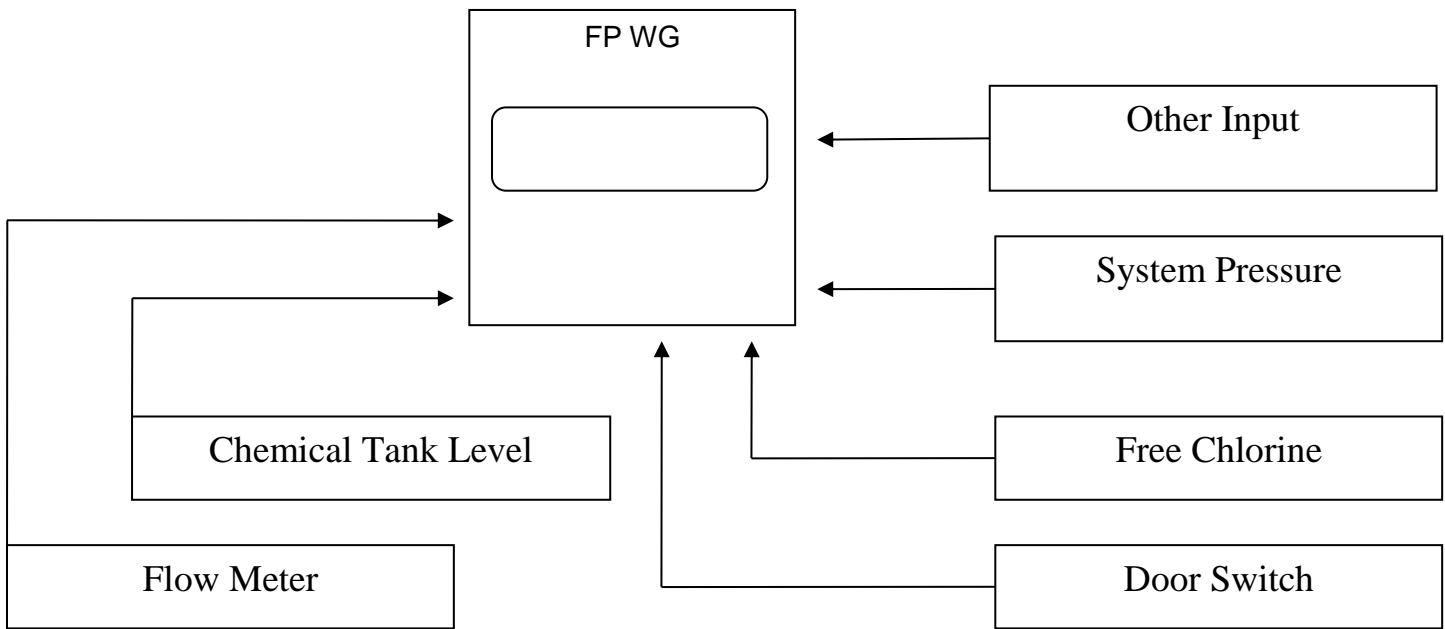 FP WG
Other Input
System Pressure
Chemical Tank Level
Free Chlorine
Flow Meter
Door Switch